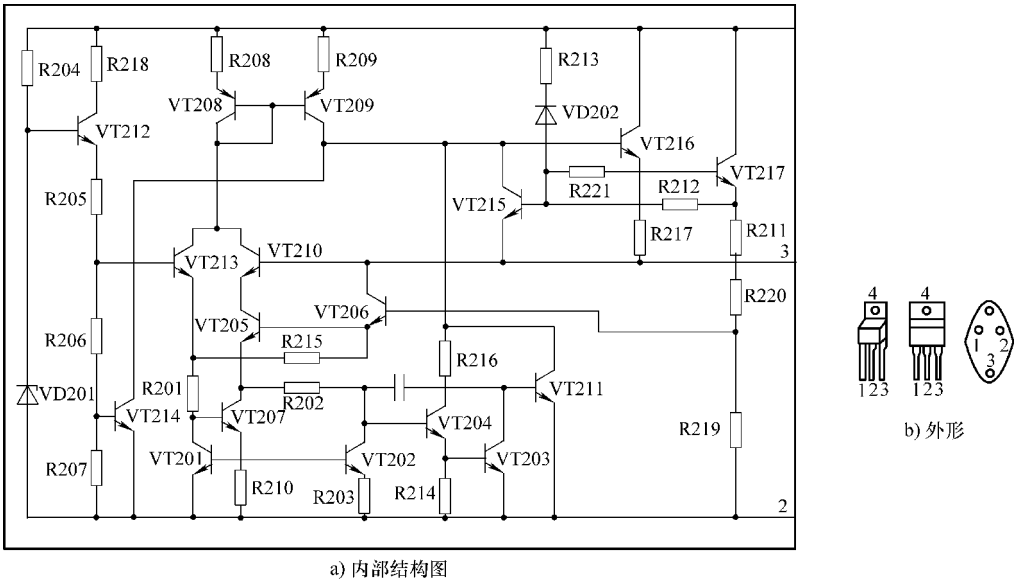 R204
R218
R208
R209
R213
VT208
VT209
VD202
VT212
VT216
VT217
R221
R212
R205
VT215
R217
R211
VT213
VT210
3
R220
VT206
VT205
R206
R215
R216
R201
R202
VT211
VD201
VT214
VT207
VT204
R219
VT201
VT202
VT203
R207
R210
R203
R214
2
a) 内部结构图
4
4
1
2
3
123
123
b) 外形